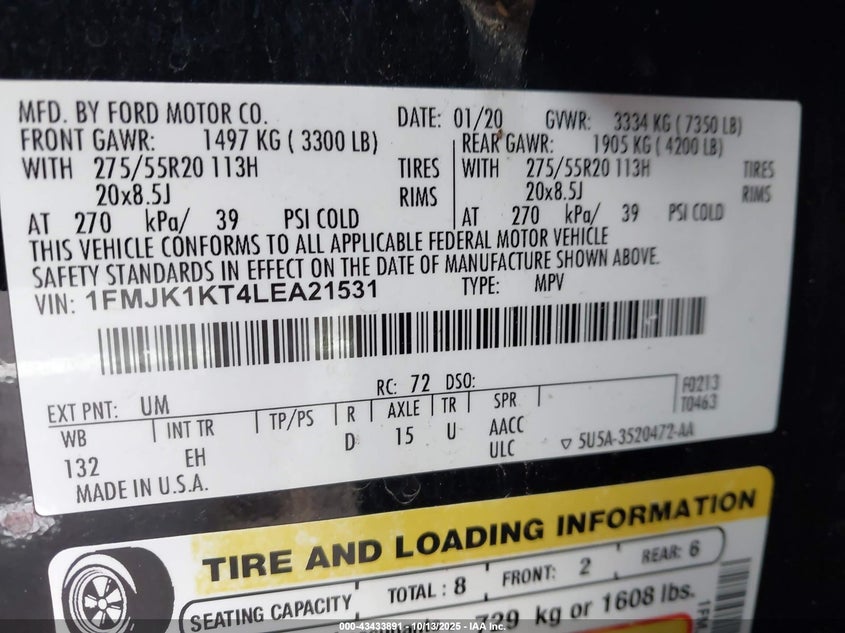 MFD. BY FORD MOTOR CO. DATE: 01/20 GVWR: 3334 KG ( 7350 LB)
FRONT GAWR: 1497 KG ( 3300 LB) REAR GAWR: 1905 KG ( 4200 LB)
WITH 275/55R20 113H TIRES WITH 275/55R20 113H TIRES
20x8.5J RIMS 20x8.5J RIMS
AT 270 kPa/ 39 PSI COLD AT 270 kPa/ 39 PSI COLD
THIS VEHICLE CONFORMS TO ALL APPLICABLE FEDERAL MOTOR VEHICLE
SAFETY STANDARDS IN EFFECT ON THE DATE OF MANUFACTURE SHOWN ABOVE.
VIN: 1FMJK1KT4LEA21531 TYPE: MPV
F0213
T0463
RC: 72 DSO:
EXT PNT: UM
WB INT TR TP/PS R AXLE TR SPR
132 EH D 15 U AACC
ULC
▽ 5U5A-3520472-AA
MADE IN U.S.A.
TIRE AND LOADING INFORMATION
SEATING CAPACITY TOTAL : 8 FRONT: 2 REAR: 6
kg or 1608 lbs.
1FM
000-43433891 - 10/13/2025 - IAA, Inc.